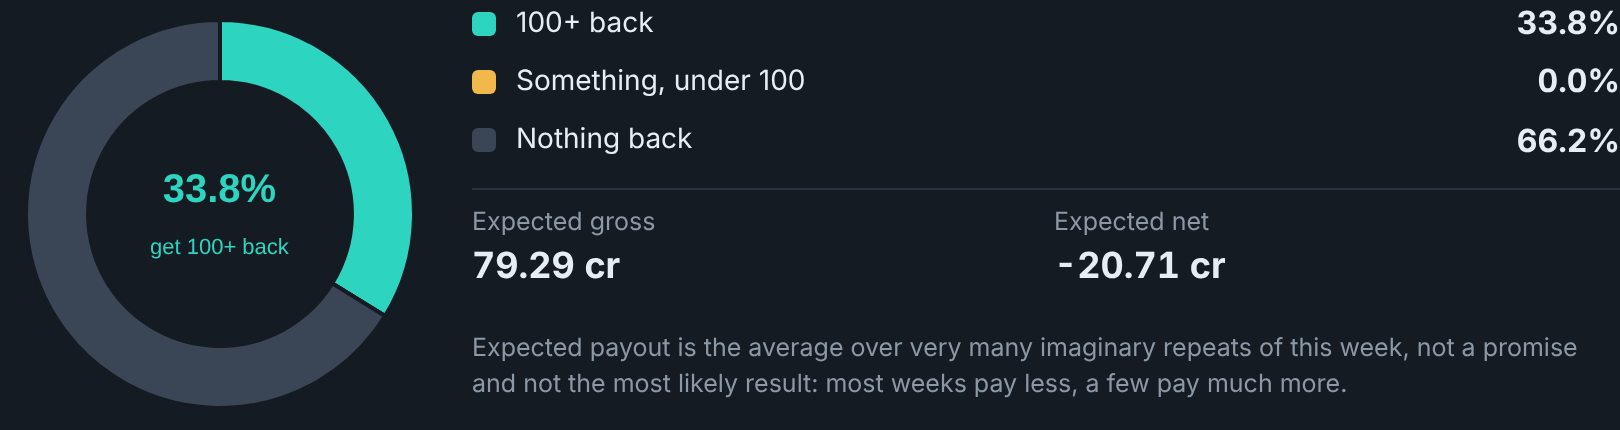 33.8%
get 100+ back
100+ back 33.8%
Something, under 100 0.0%
Nothing back 66.2%
Expected gross Expected net
79.29 cr -20.71 cr
Expected payout is the average over very many imaginary repeats of this week, not a promise
and not the most likely result: most weeks pay less, a few pay much more.